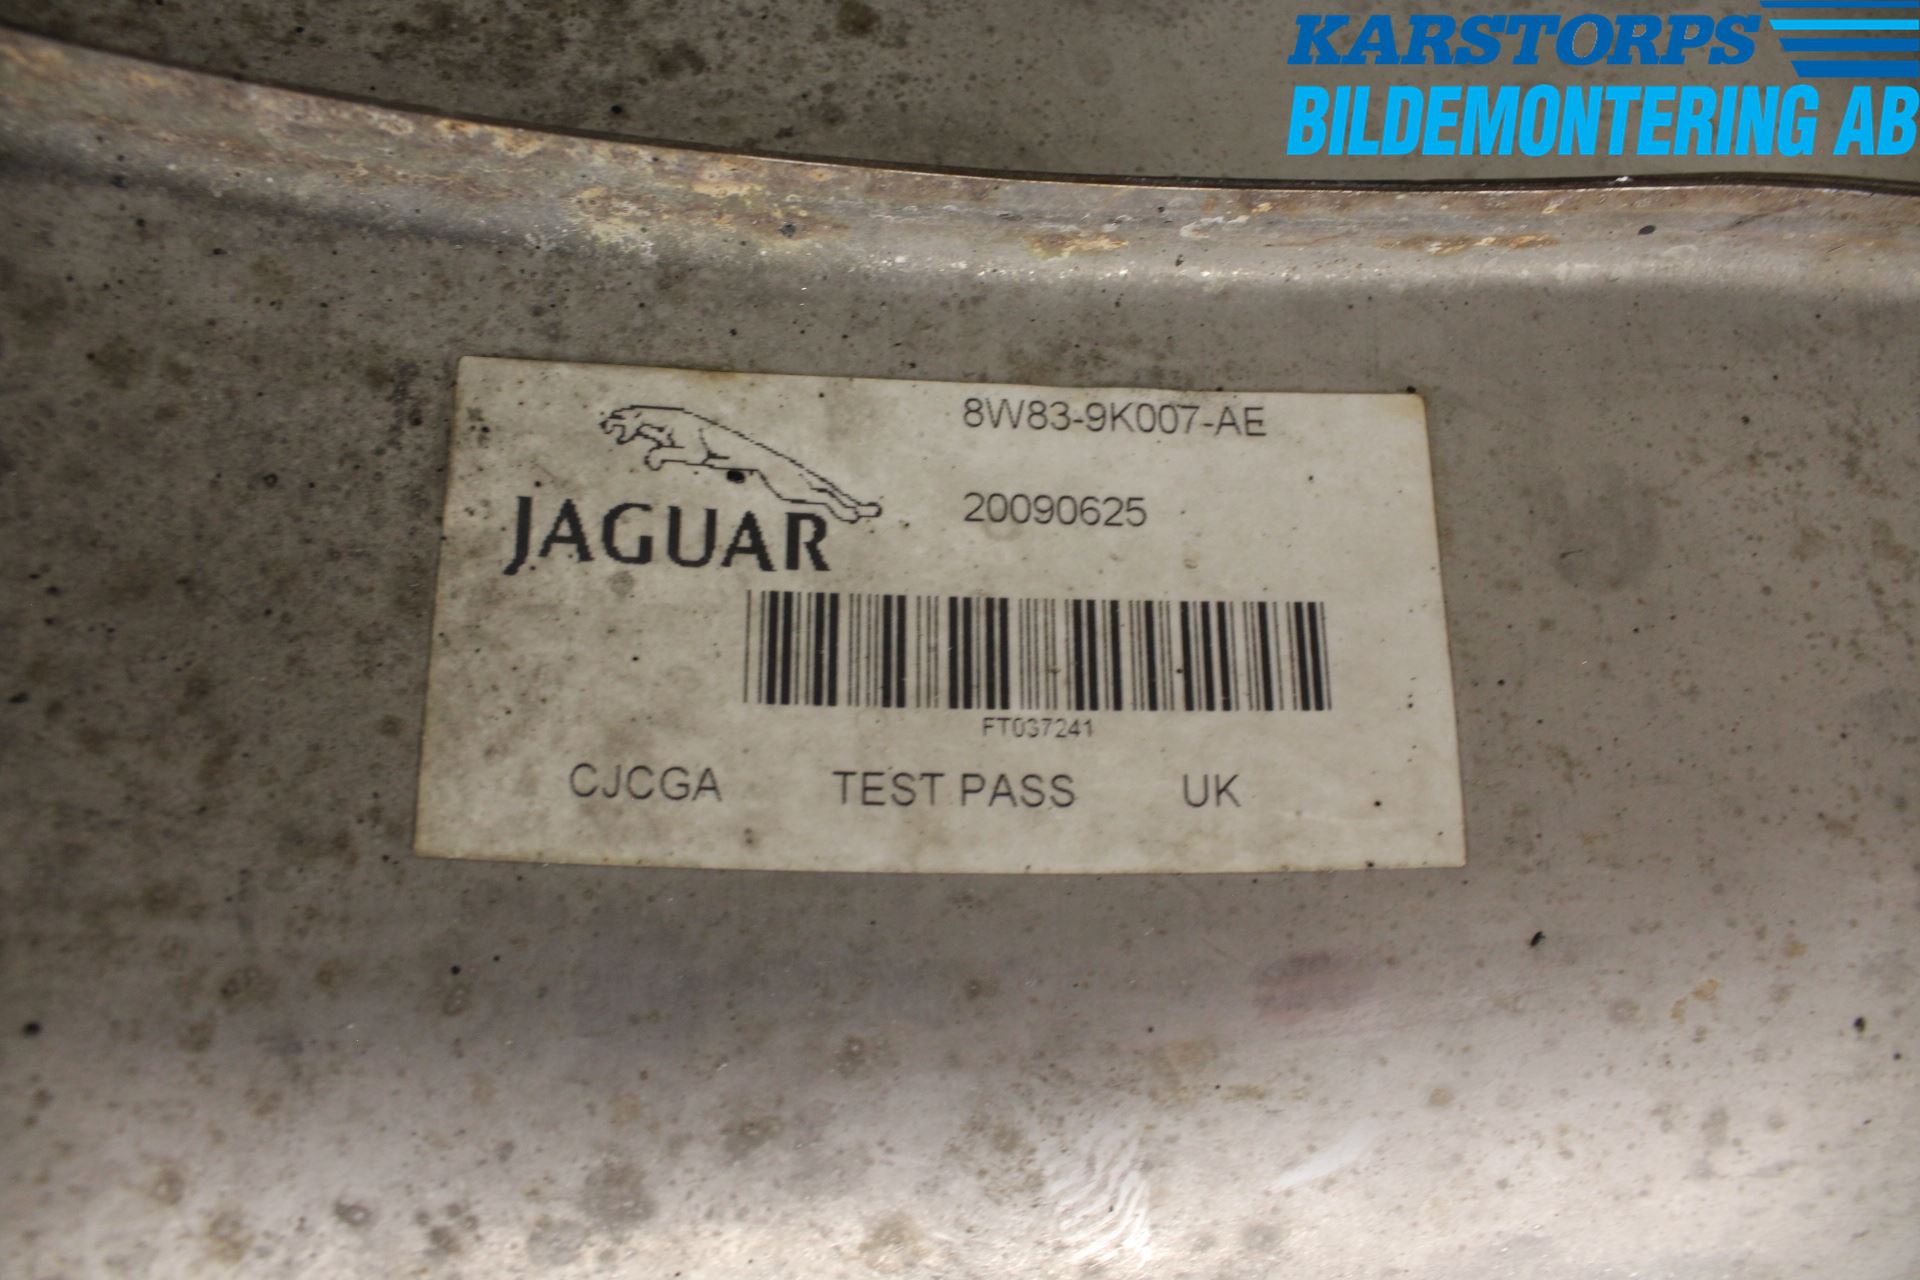 KARSTORPS
BILDEMONTERING AB
8W83-9K007-AE
20090625
JAGUAR
FT037241
CJCGA TEST PASS UK